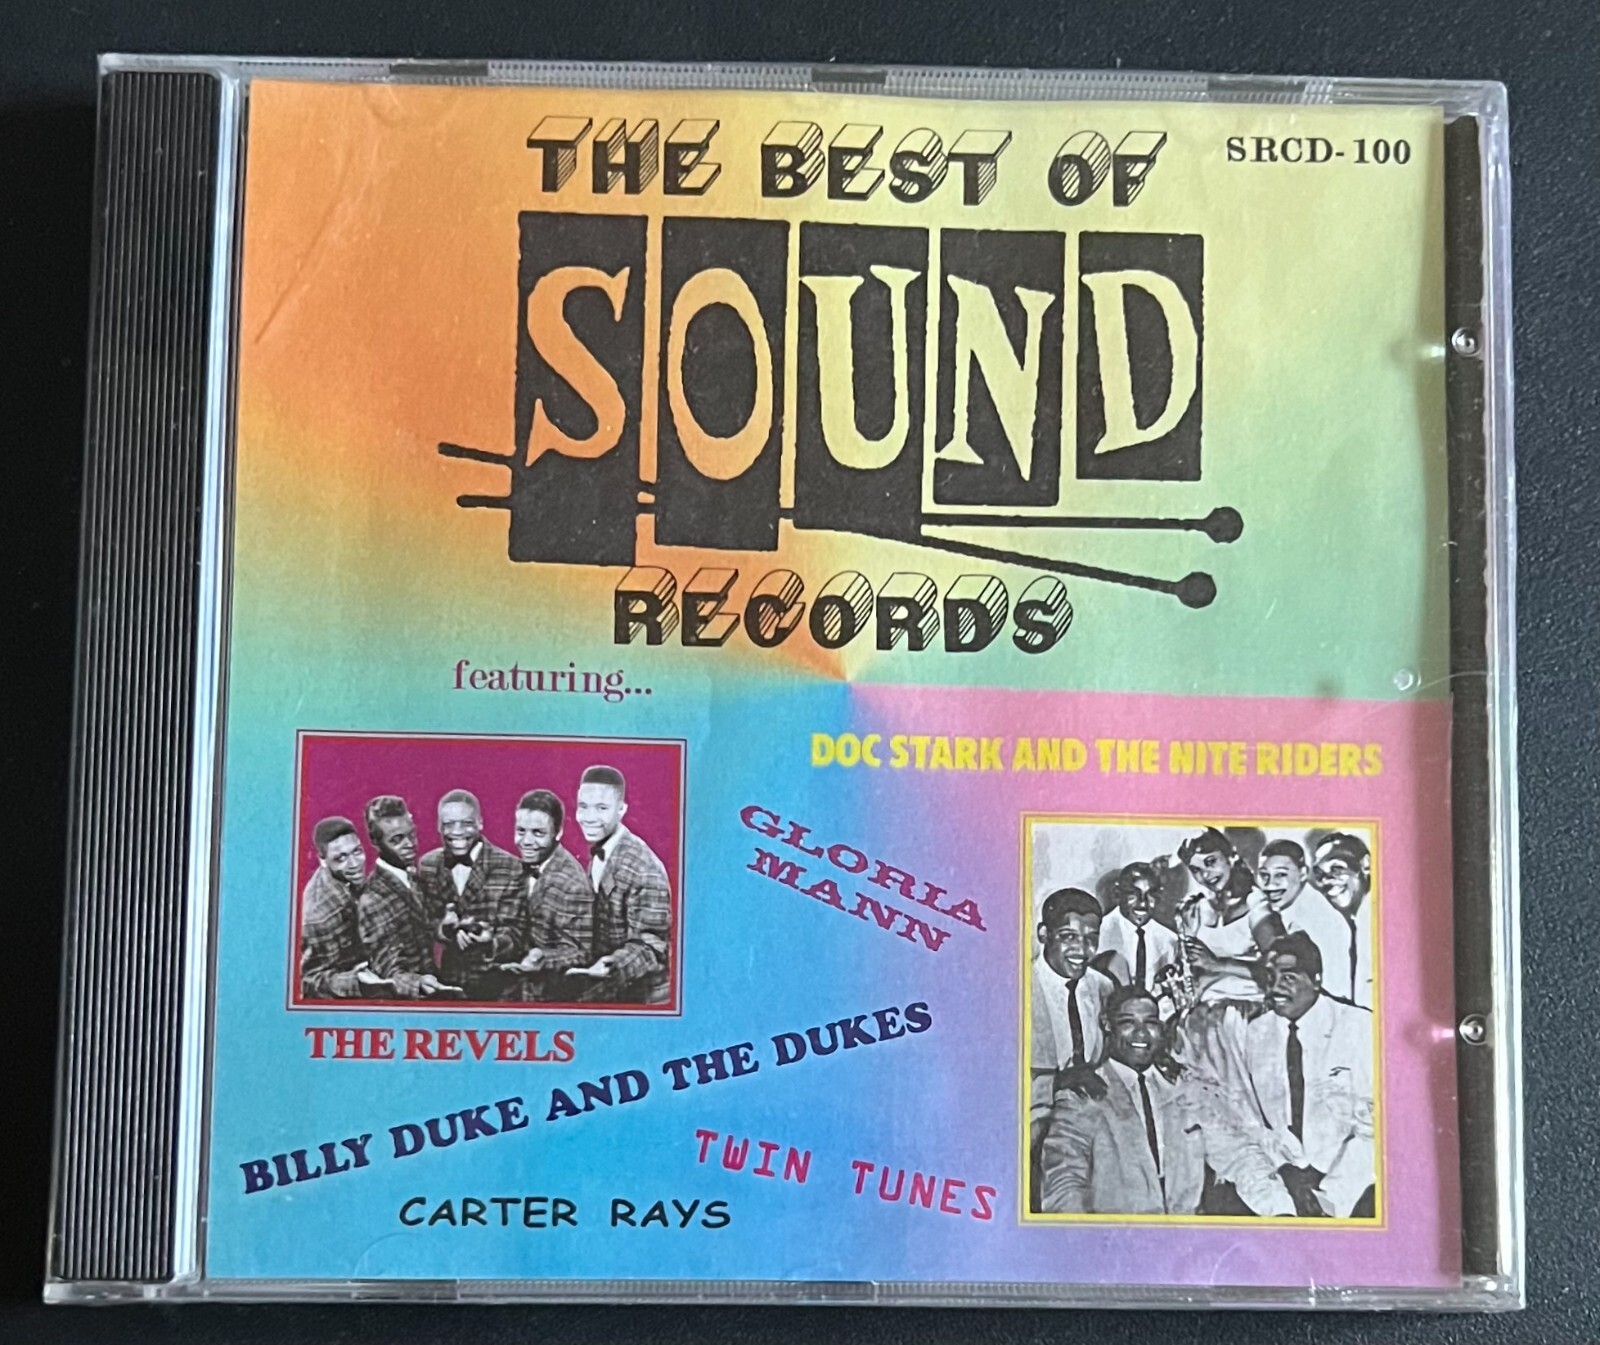 THE BEST OF
SRCD-100
SOUND
RECORDS
featuring...
DOC STARK AND THE NITE RIDERS
GLORIA
MANN
THE REVELS
BILLY DUKE AND THE DUKES
TWIN TUNES
CARTER RAYS